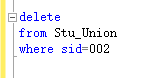 delete
from Stu_Union
where sid=002